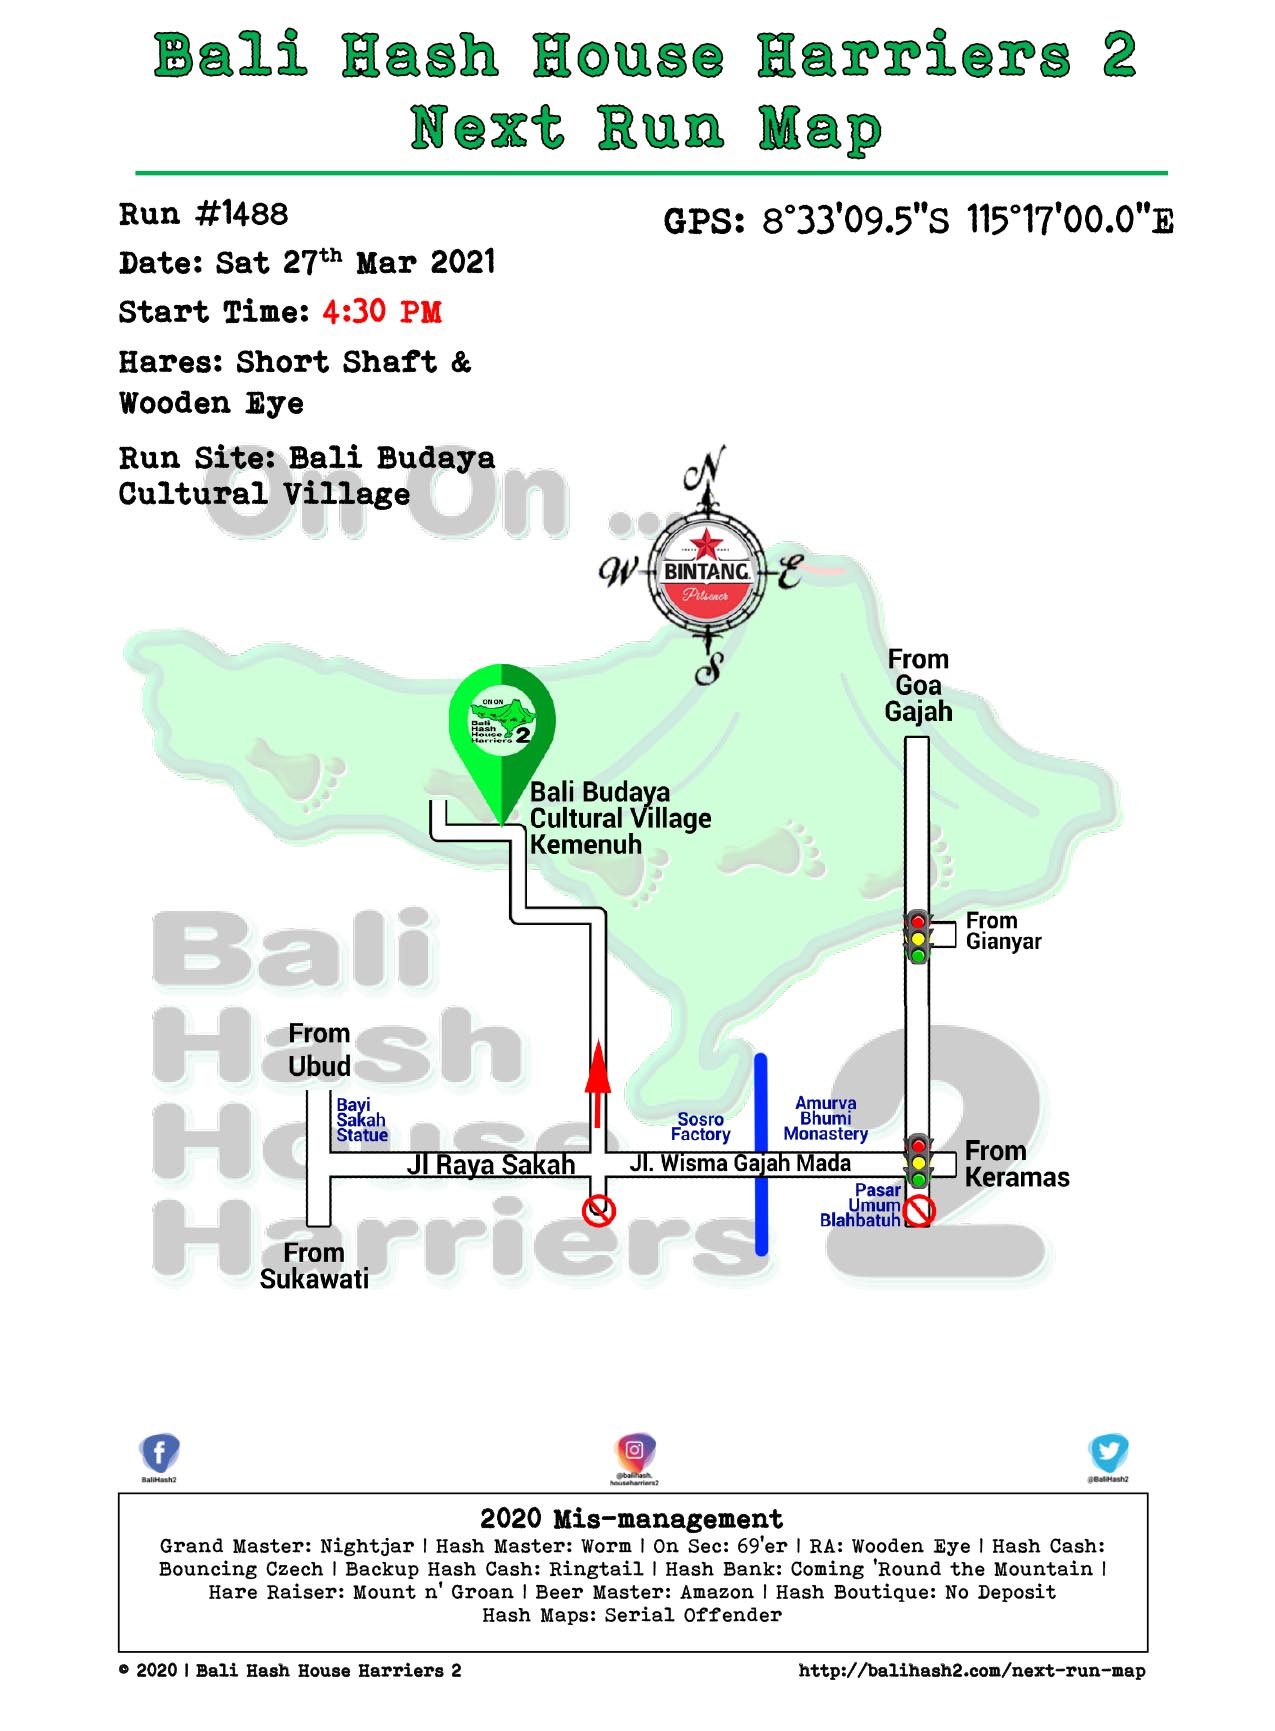 Bali Hash House Harriers 2
Next Run Map
Run #1488
GPS: 8°33'09.5"S 115°17'00.0"E
Date: Sat 27th Mar 2021
Start Time: 4:30 PM
Hares: Short Shaft &
Wooden Eye
Run Site: Bali Budaya
Cultural Village
On On ...
N
W
E
S
BINTANG
Pilsener
From
Goa
Gajah
ON ON
Bali
Hash
House
Harriers 2
Bali Budaya
Cultural Village
Kemenuh
From
Gianyar
Bali
Hash
House
Harriers
2
From
Ubud
Bayi
Sakah
Statue
Sosro
Factory
Amurva
Bhumi
Monastery
Jl Raya Sakah
Jl. Wisma Gajah Mada
From
Keramas
Pasar
Umum
Blahbatuh
From
Sukawati
BaliHash2
@balihash.
househarriers2
@BaliHash2
2020 Mis-management
Grand Master: Nightjar | Hash Master: Worm | On Sec: 69'er | RA: Wooden Eye | Hash Cash:
Bouncing Czech | Backup Hash Cash: Ringtail | Hash Bank: Coming 'Round the Mountain |
Hare Raiser: Mount n' Groan | Beer Master: Amazon | Hash Boutique: No Deposit
Hash Maps: Serial Offender
© 2020 | Bali Hash House Harriers 2
http://balihash2.com/next-run-map